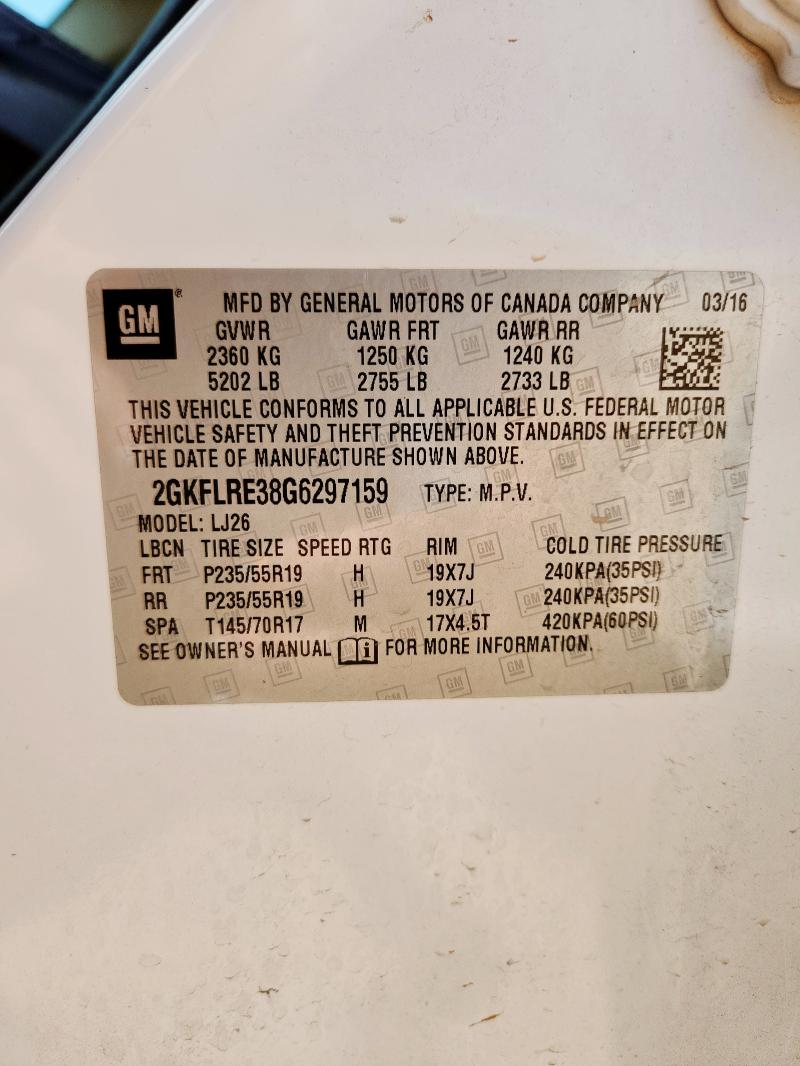 GM ® MFD BY GENERAL MOTORS OF CANADA COMPANY 03/16
GVWR GAWR FRT GAWR RR
2360 KG 1250 KG 1240 KG
5202 LB 2755 LB 2733 LB
THIS VEHICLE CONFORMS TO ALL APPLICABLE U.S. FEDERAL MOTOR
VEHICLE SAFETY AND THEFT PREVENTION STANDARDS IN EFFECT ON
THE DATE OF MANUFACTURE SHOWN ABOVE.
2GKFLRE38G6297159 TYPE: M.P.V.
MODEL: LJ26
LBCN TIRE SIZE SPEED RTG RIM COLD TIRE PRESSURE
FRT P235/55R19 H 19X7J 240KPA(35PSI)
RR P235/55R19 H 19X7J 240KPA(35PSI)
SPA T145/70R17 M 17X4.5T 420KPA(60PSI)
SEE OWNER'S MANUAL i FOR MORE INFORMATION.